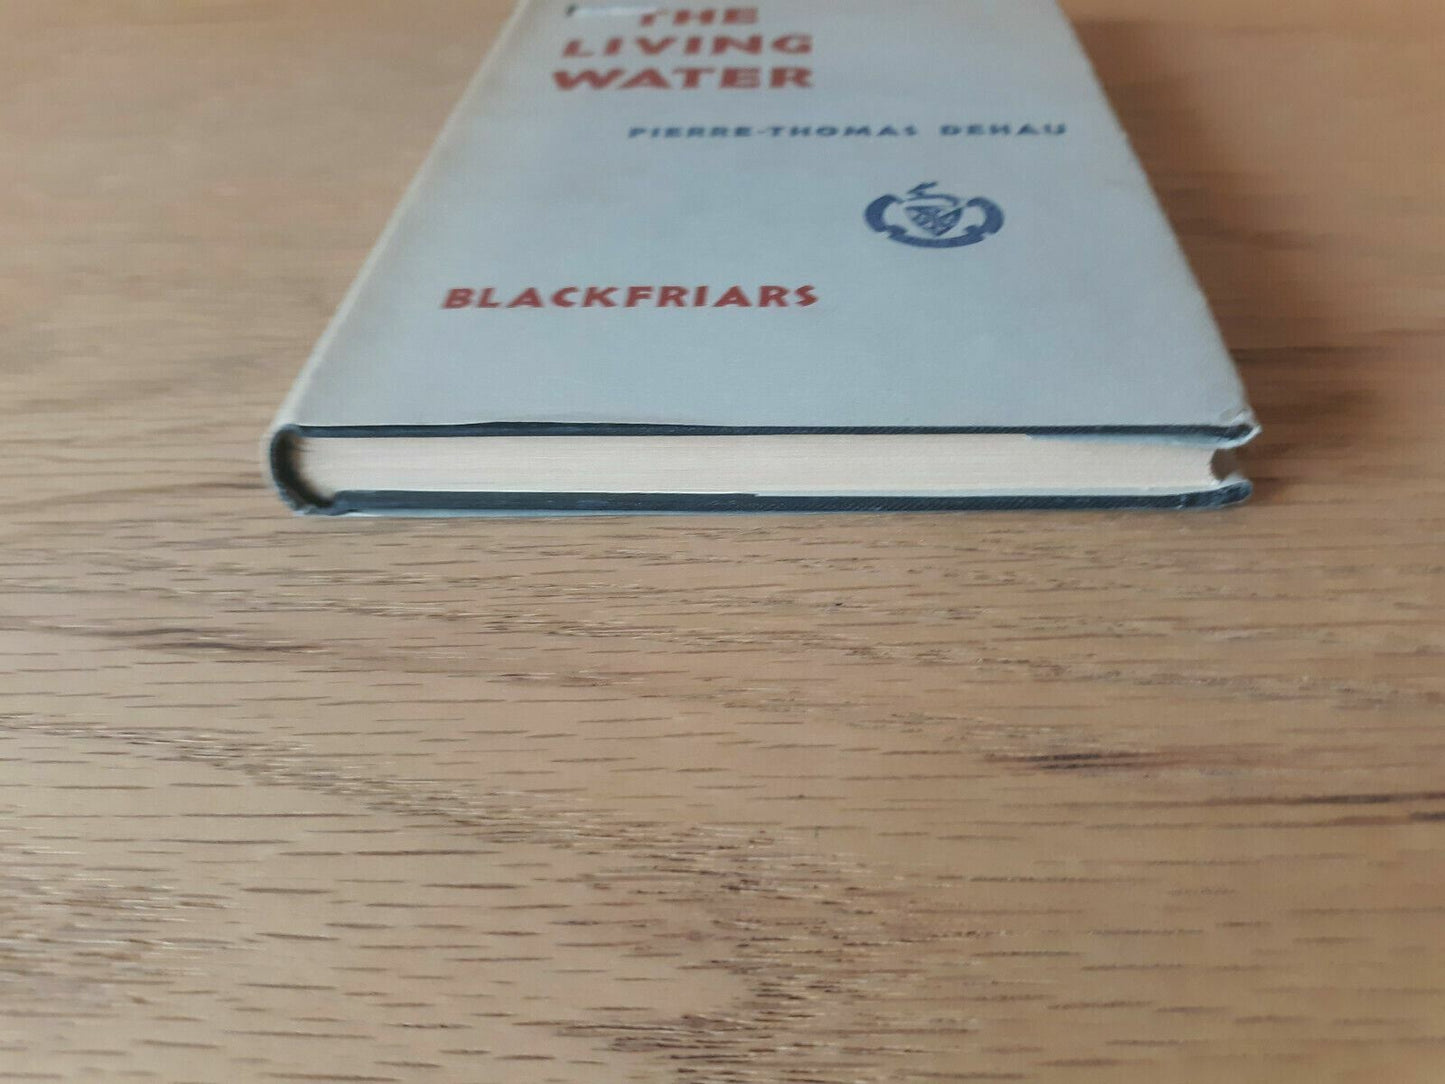 THE
LIVING
WATER
PIERRE-THOMAS DEHAU
BLACKFRIARS